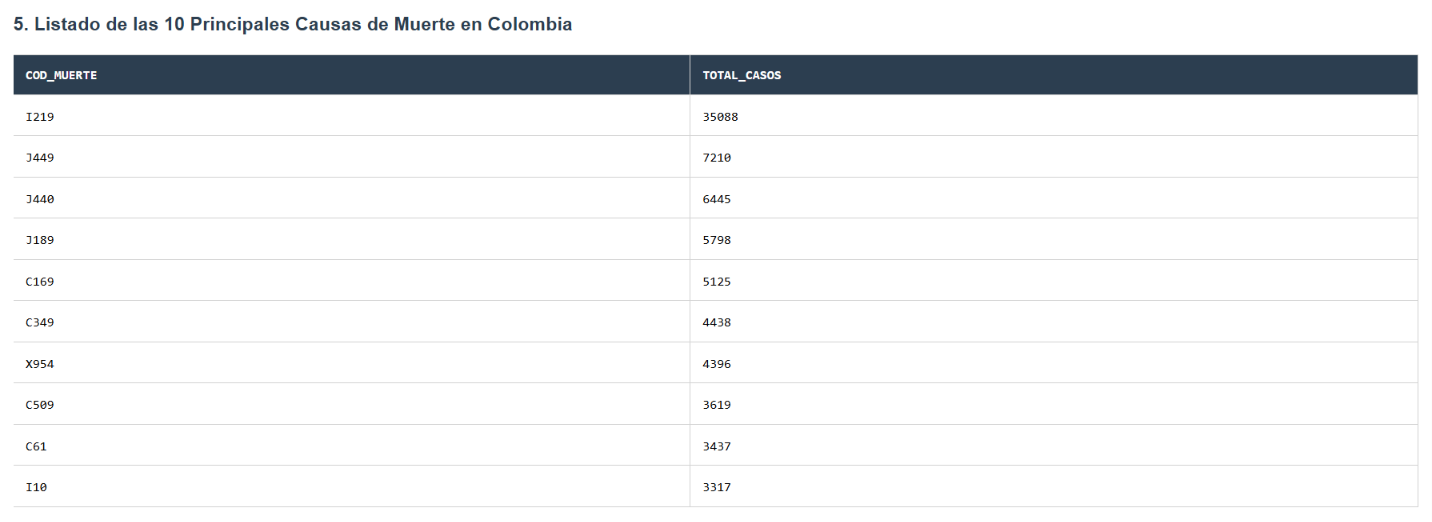 5. Listado de las 10 Principales Causas de Muerte en Colombia
COD_MUERTE TOTAL_CASOS
I219 35088
J449 7210
J440 6445
J189 5798
C169 5125
C349 4438
X954 4396
C509 3619
C61 3437
I10 3317